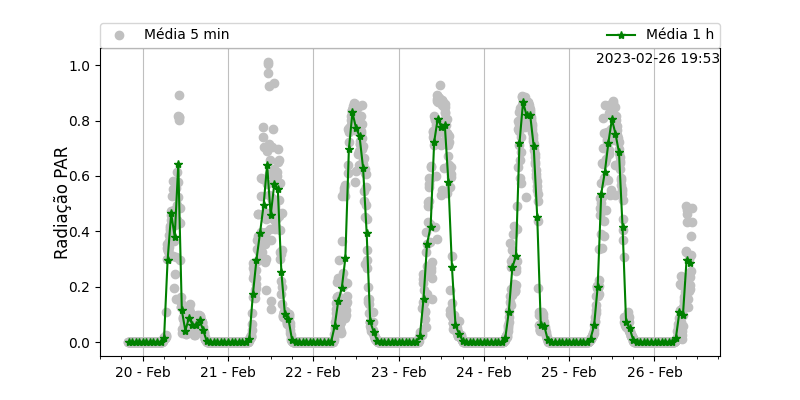 Média 5 min
Média 1 h
2023-02-26 19:53
Radiação PAR
1.0
0.8
0.6
0.4
0.2
0.0
20 - Feb
21 - Feb
22 - Feb
23 - Feb
24 - Feb
25 - Feb
26 - Feb